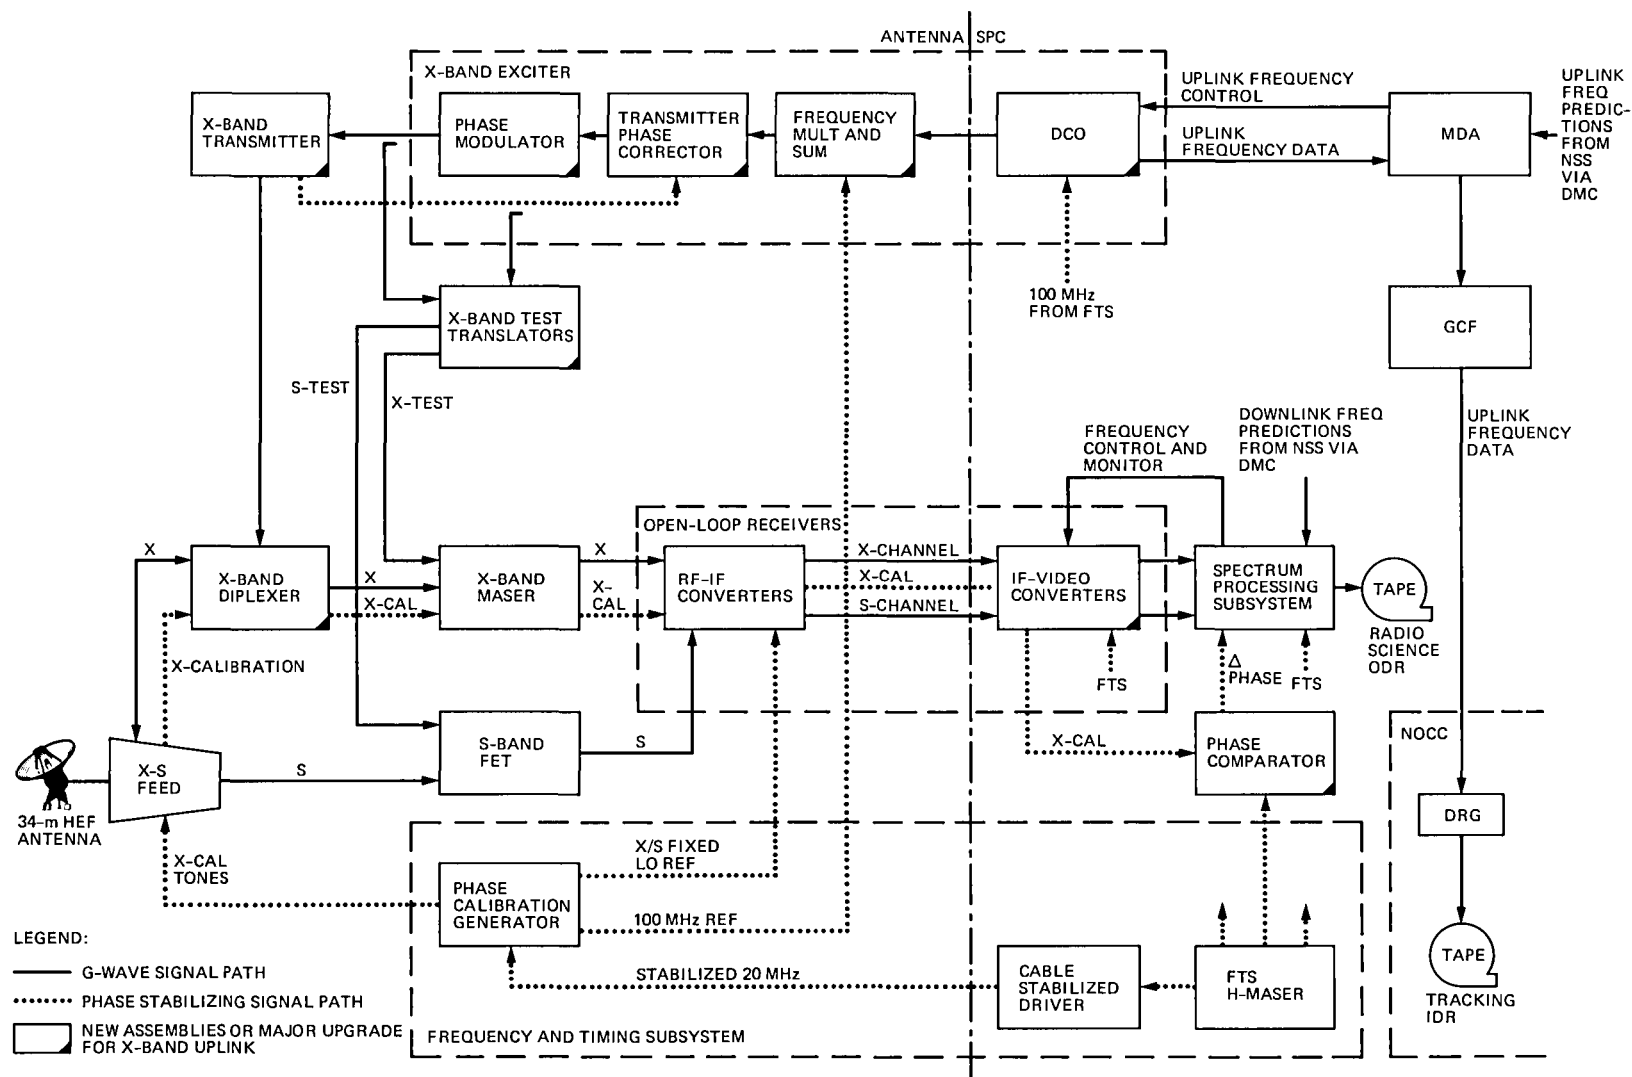 ANTENNA
SPC
X-BAND EXCITER
X-BAND
TRANSMITTER
PHASE
MODULATOR
TRANSMITTER
PHASE
CORRECTOR
FREQUENCY
MULT AND
SUM
DCO
UPLINK FREQUENCY
CONTROL
UPLINK
FREQUENCY DATA
MDA
UPLINK
FREQ
PREDIC-
TIONS
FROM
NSS
VIA
DMC
100 MHz
FROM FTS
X-BAND TEST
TRANSLATORS
GCF
S-TEST
X-TEST
FREQUENCY
CONTROL AND
MONITOR
DOWNLINK FREQ
PREDICTIONS
FROM NSS VIA
DMC
UPLINK
FREQUENCY
DATA
OPEN-LOOP RECEIVERS
X
X-BAND
DIPLEXER
X
X-CAL
X-BAND
MASER
X
X-
CAL
RF-IF
CONVERTERS
X-CHANNEL
X-CAL
S-CHANNEL
IF-VIDEO
CONVERTERS
SPECTRUM
PROCESSING
SUBSYSTEM
TAPE
RADIO
SCIENCE
ODR
X-CALIBRATION
FTS
Δ
PHASE
FTS
X-S
FEED
S
S-BAND
FET
S
X-CAL
PHASE
COMPARATOR
NOCC
34-m HEF
ANTENNA
DRG
X-CAL
TONES
PHASE
CALIBRATION
GENERATOR
X/S FIXED
LO REF
100 MHz REF
STABILIZED 20 MHz
CABLE
STABILIZED
DRIVER
FTS
H-MASER
TAPE
TRACKING
IDR
FREQUENCY AND TIMING SUBSYSTEM
LEGEND:
G-WAVE SIGNAL PATH
PHASE STABILIZING SIGNAL PATH
NEW ASSEMBLIES OR MAJOR UPGRADE
FOR X-BAND UPLINK